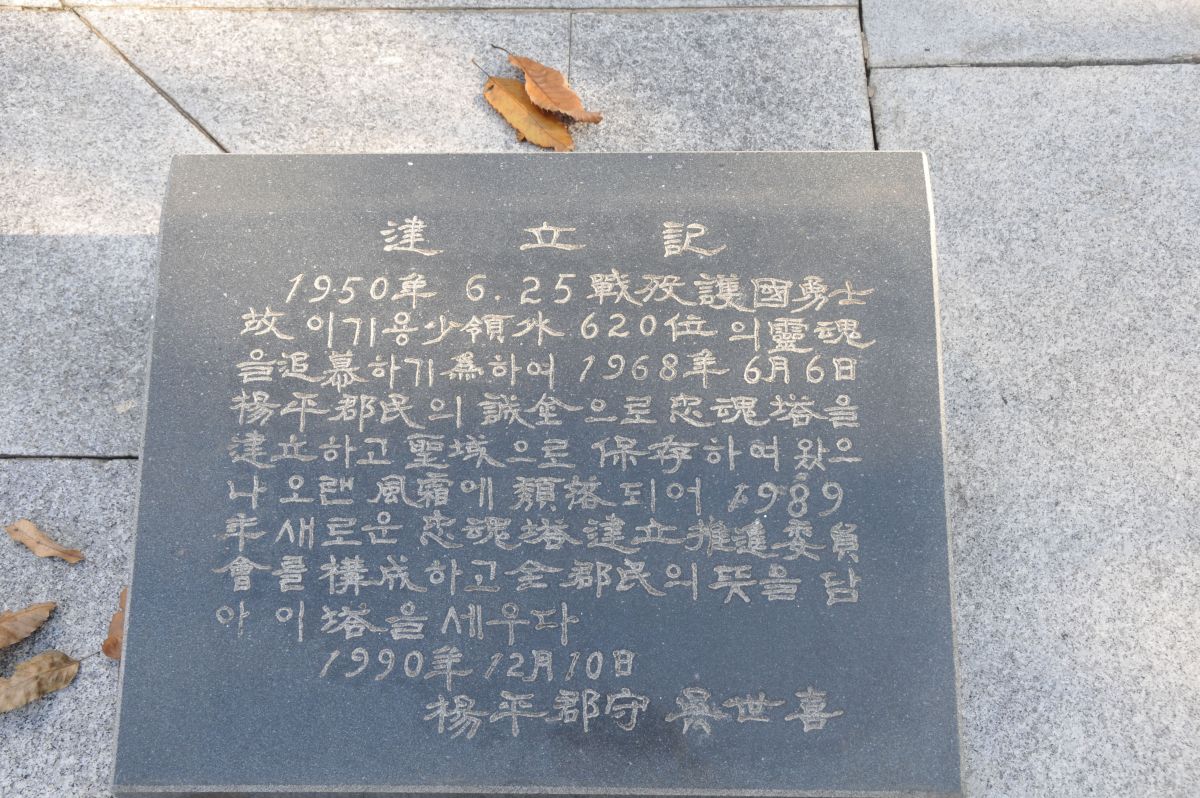 建立記
1950年 6.25 戰歿護國勇士
故 이기용少領外 620位의靈魂
을追慕하기爲하여 1968年 6月6日
楊平郡民의 誠金으로 忠魂塔을
建立하고 聖域으로 保存하여 왔으
나 오랜 風霜에 頹落되어 1989
年 새로운 忠魂塔建立推進委員
會를 構成하고 全郡民의 뜻을 담
아 이 塔을 세우다
1990年 12月 10日
楊平郡守 吳世喜